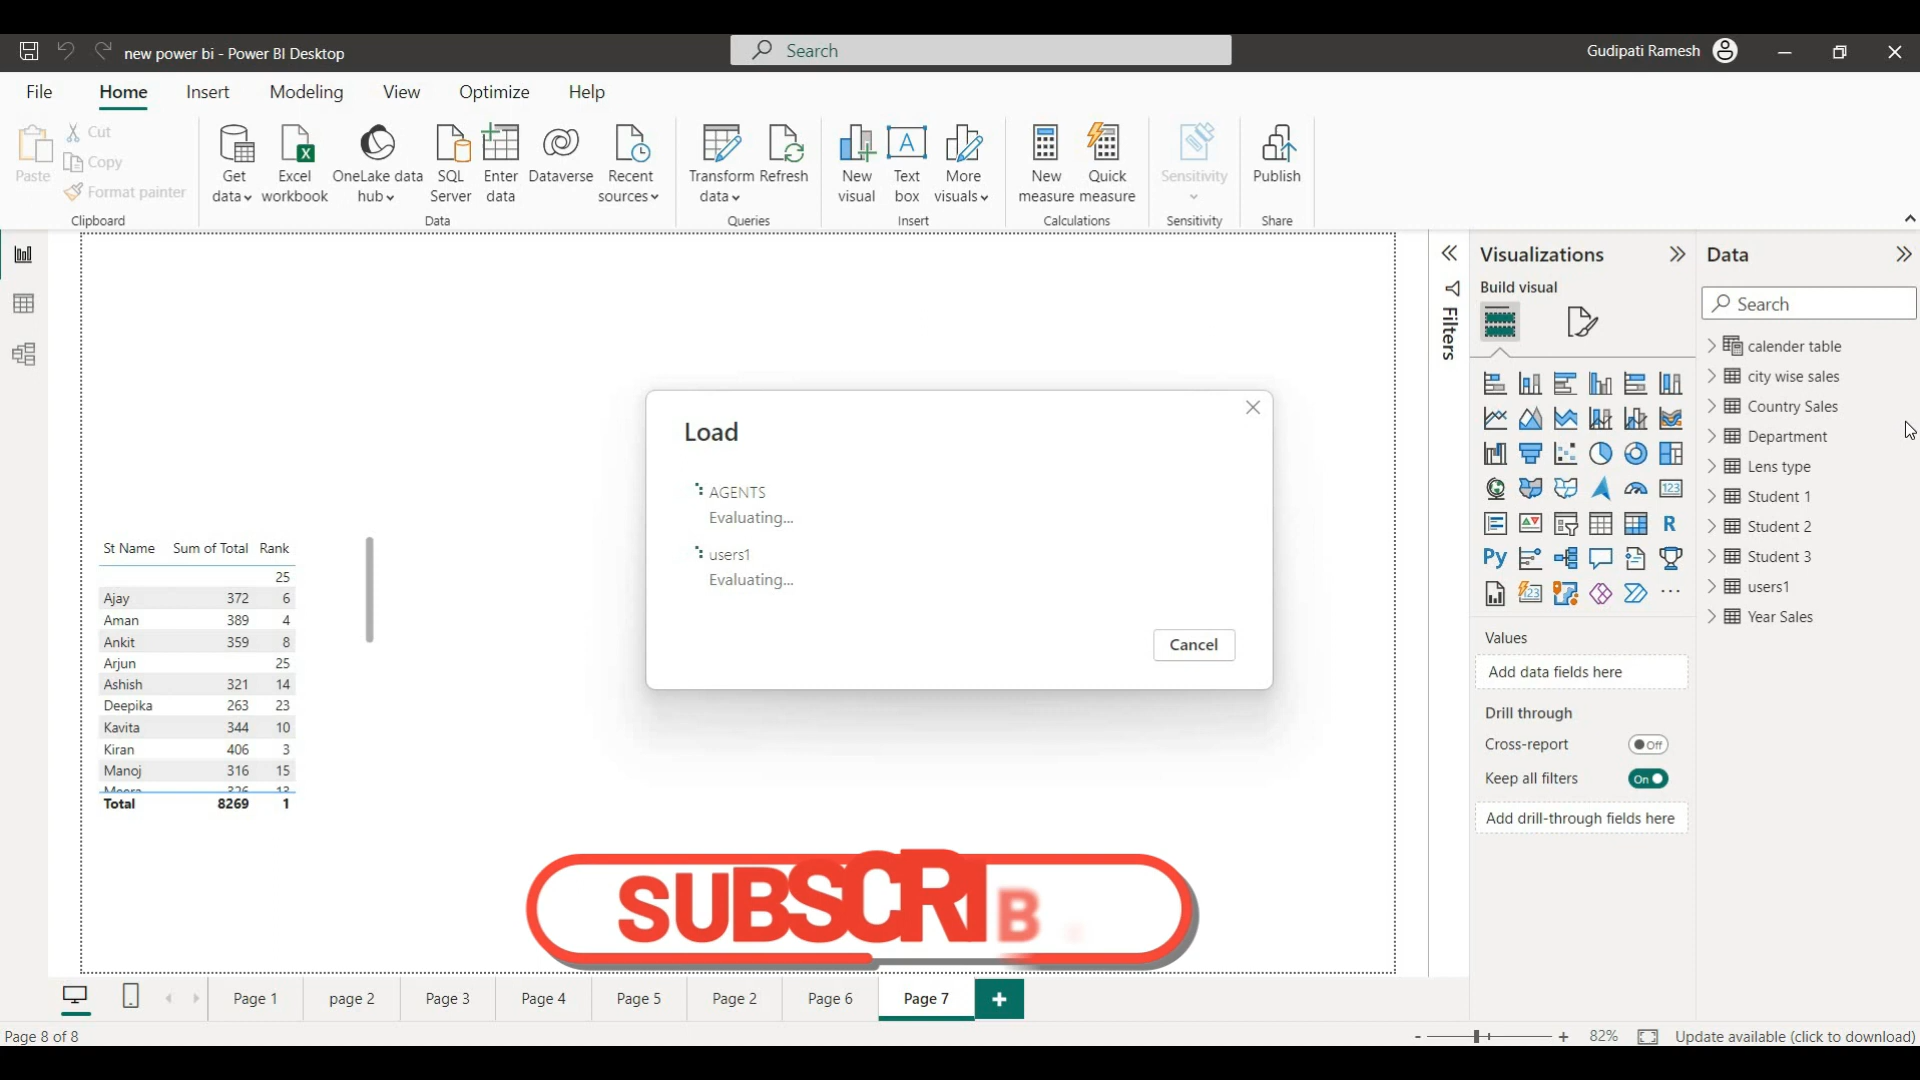 new power bi - Power BI Desktop
Search
Gudipati Ramesh
File Home Insert Modeling View Optimize Help
Paste
Cut
Copy
Format painter
Clipboard
Get data
Excel workbook
OneLake data hub
SQL Server
Enter data
Dataverse
Recent sources
Data
Transform data
Refresh
Queries
New visual
Text box
More visuals
Insert
New measure
Quick measure
Calculations
Sensitivity
Sensitivity
Publish
Share
Filters
Visualizations
Build visual
Values
Add data fields here
Drill through
Cross-report Off
Keep all filters On
Add drill-through fields here
Data
Search
calender table
city wise sales
Country Sales
Department
Lens type
Student 1
Student 2
Student 3
users1
Year Sales
Load
AGENTS
Evaluating...
users1
Evaluating...
Cancel
St Name Sum of Total Rank
25
Ajay 372 6
Aman 389 4
Ankit 359 8
Arjun 25
Ashish 321 14
Deepika 263 23
Kavita 344 10
Kiran 406 3
Manoj 316 15
Total 8269 1
SUBSCRIB
Page 1 page 2 Page 3 Page 4 Page 5 Page 2 Page 6 Page 7
Page 8 of 8
82%
Update available (click to download)